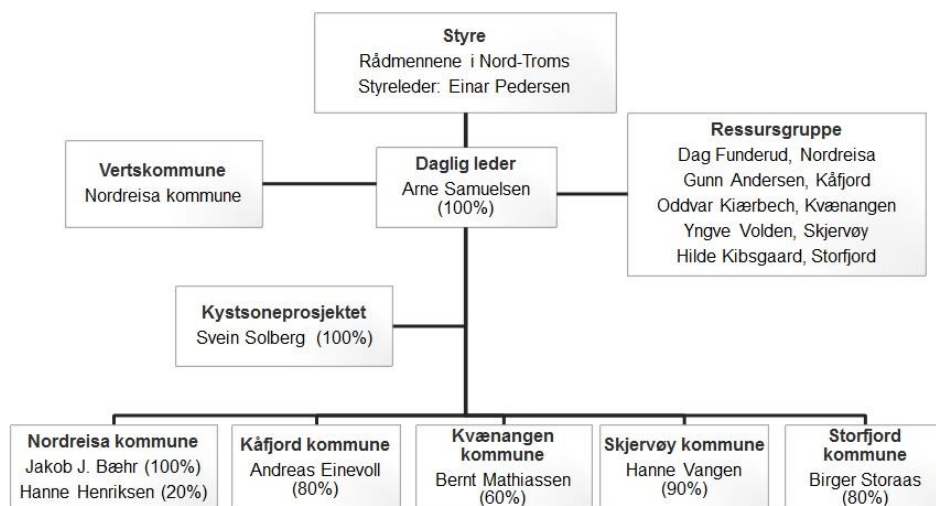 Styre
Rådmennene i Nord-Troms
Styreleder: Einar Pedersen
Vertskommune
Nordreisa kommune
Daglig leder
Arne Samuelsen
(100%)
Ressursgruppe
Dag Funderud, Nordreisa
Gunn Andersen, Kåfjord
Oddvar Kiærbech, Kvænangen
Yngve Volden, Skjervøy
Hilde Kibsgaard, Storfjord
Kystsoneprosjektet
Svein Solberg (100%)
Nordreisa kommune
Jakob J. Bæhr (100%)
Hanne Henriksen (20%)
Kåfjord kommune
Andreas Einevoll
(80%)
Kvænangen
kommune
Bernt Mathiassen
(60%)
Skjervøy kommune
Hanne Vangen
(90%)
Storfjord
kommune
Birger Storaas
(80%)